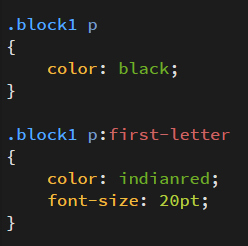 .block1 p
{
    color: black;
}

.block1 p:first-letter
{
    color: indianred;
    font-size: 20pt;
}